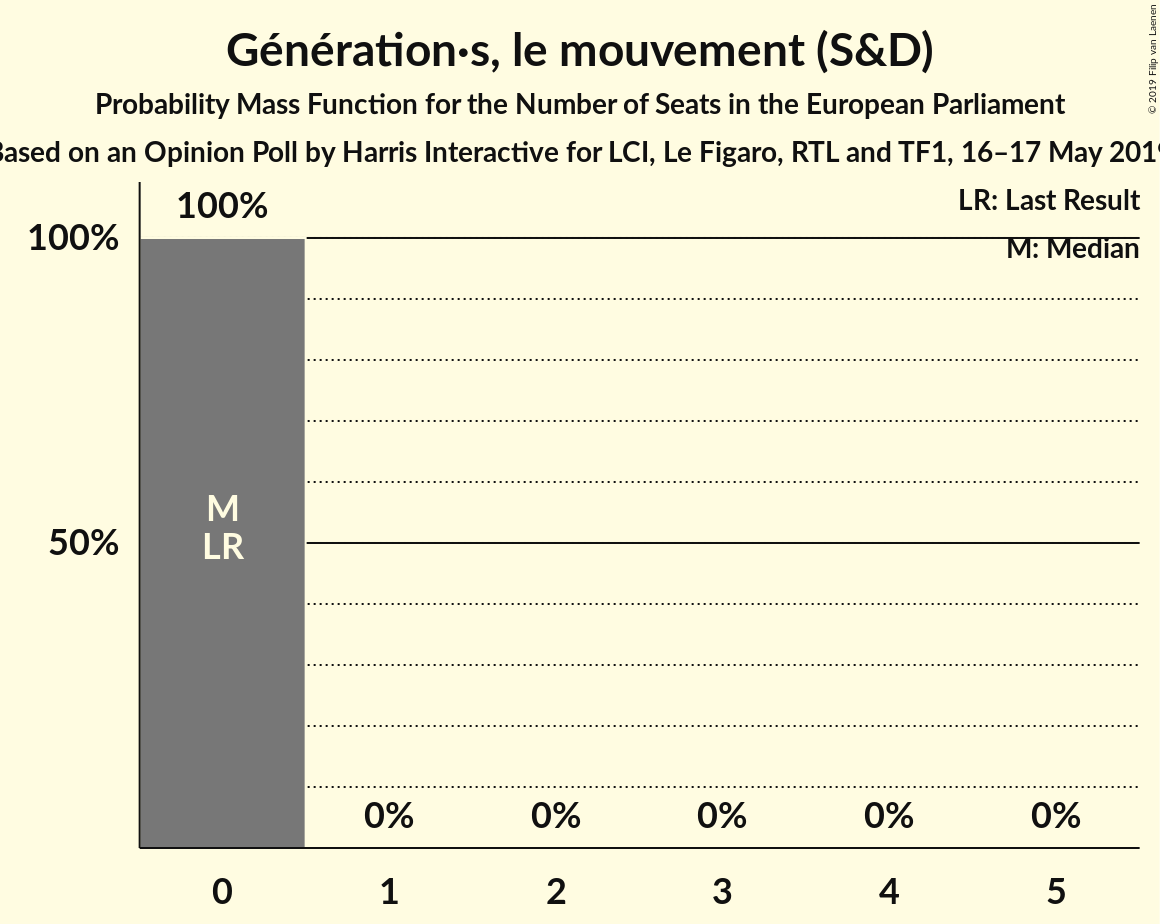 Génération·s, le mouvement (S&D)
Probability Mass Function for the Number of Seats in the European Parliament
Based on an Opinion Poll by Harris Interactive for LCI, Le Figaro, RTL and TF1, 16–17 May 2019
© 2019 Filip van Laenen
LR: Last Result
M: Median
100%
100%
50%
M
LR
0% 0% 0% 0% 0%
0 1 2 3 4 5